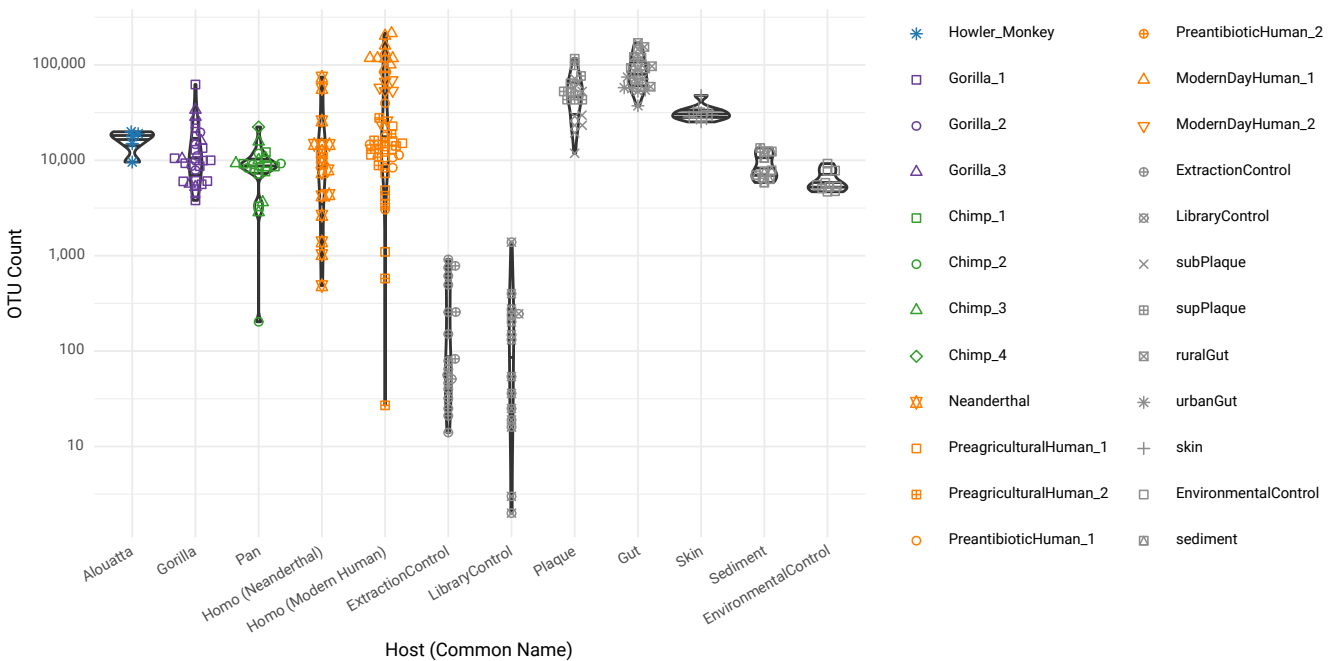 OTU Count
100,000
10,000
1,000
100
10
Alouatta
Gorilla
Pan
Homo (Neanderthal)
Homo (Modern Human)
ExtractionControl
LibraryControl
Plaque
Gut
Skin
Sediment
EnvironmentalControl
Host (Common Name)
Howler_Monkey
Gorilla_1
Gorilla_2
Gorilla_3
Chimp_1
Chimp_2
Chimp_3
Chimp_4
Neanderthal
PreagriculturalHuman_1
PreagriculturalHuman_2
PreantibioticHuman_1
PreantibioticHuman_2
ModernDayHuman_1
ModernDayHuman_2
ExtractionControl
LibraryControl
subPlaque
supPlaque
ruralGut
urbanGut
skin
EnvironmentalControl
sediment